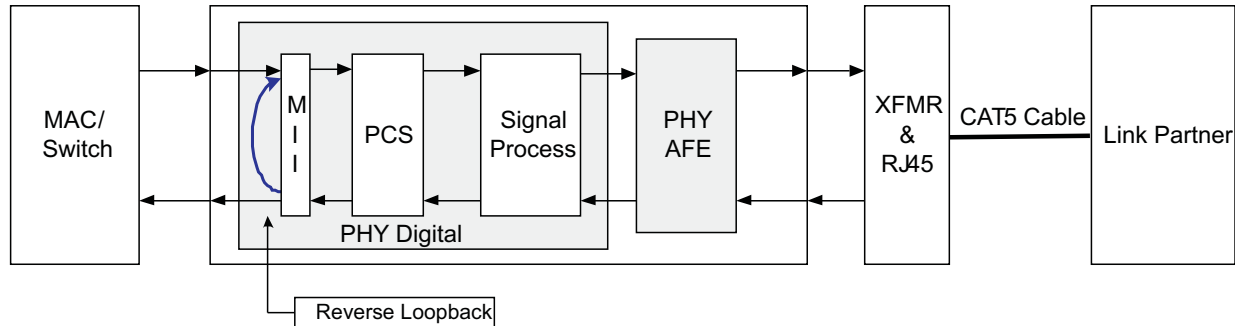 MAC/
Switch
M
I
I
PCS
Signal
Process
PHY Digital
PHY
AFE
XFMR
&
RJ45
CAT5 Cable
Link Partner
Reverse Loopback